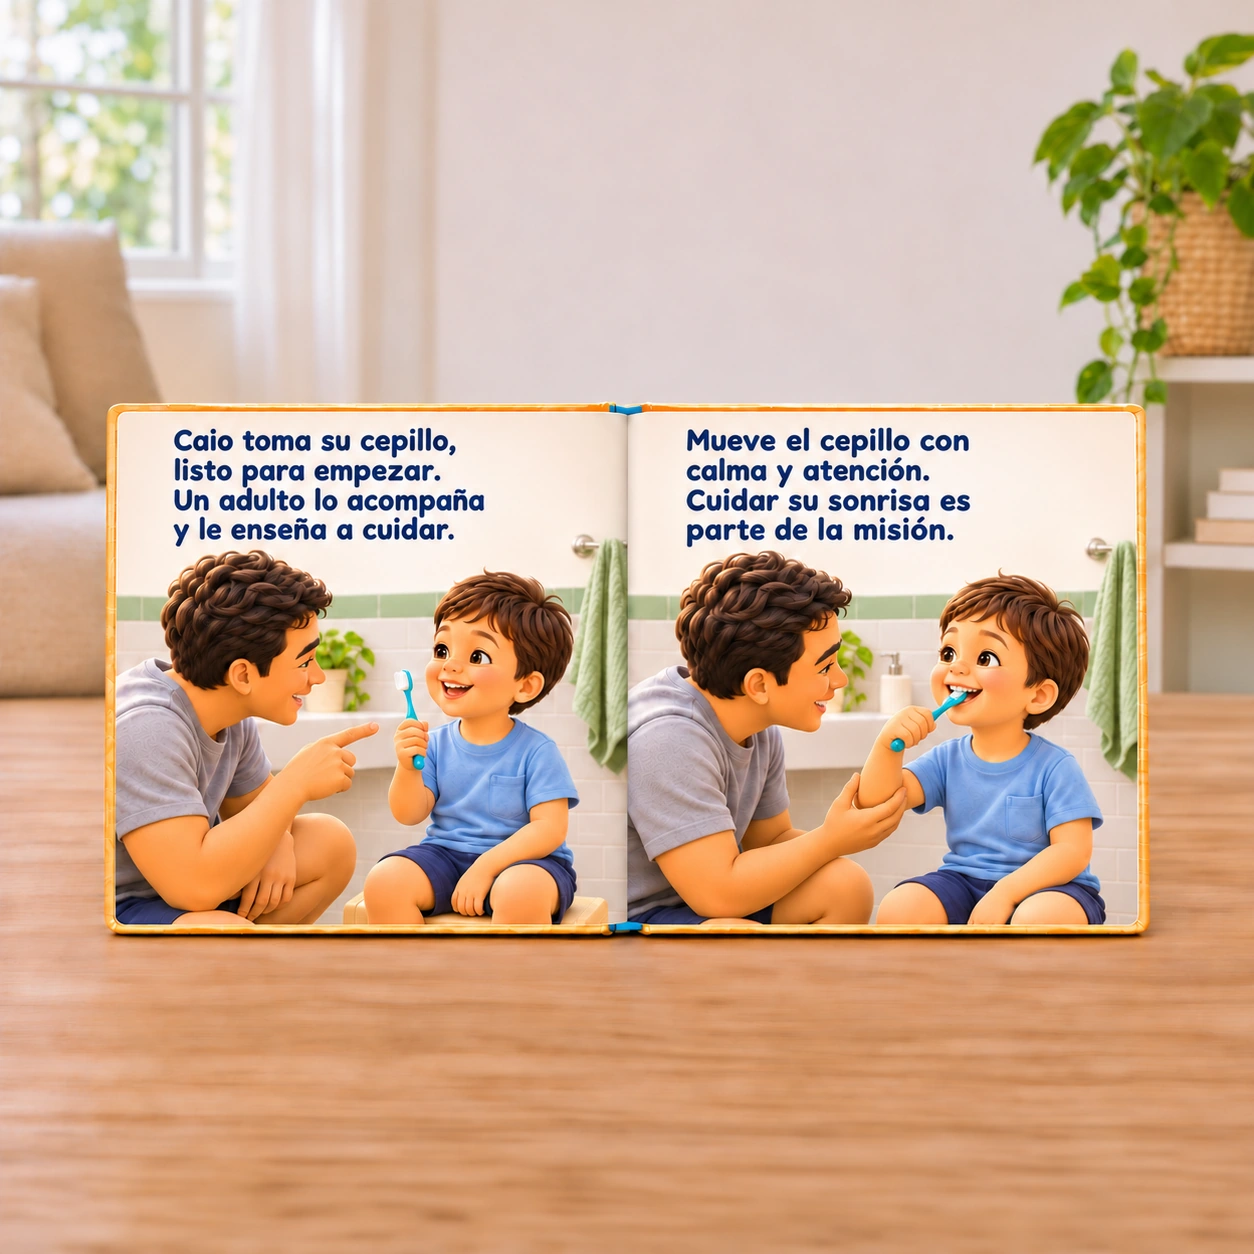 Caio toma su cepillo,
listo para empezar.
Un adulto lo acompaña
y le enseña a cuidar.
Mueve el cepillo con
calma y atención.
Cuidar su sonrisa es
parte de la misión.